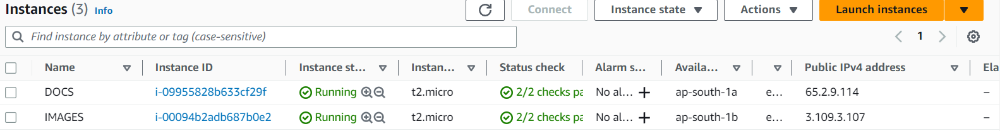 Instances (3) Info Connect Instance state Actions Launch instances
Find instance by attribute or tag (case-sensitive) 1
Name Instance ID Instance st... Instan... Status check Alarm s... Availa... Public IPv4 address Ela
DOCS i-09955828b633cf29f Running t2.micro 2/2 checks pa No al... + ap-south-1a e... 65.2.9.114 –
IMAGES i-00094b2adb687b0e2 Running t2.micro 2/2 checks pa No al... + ap-south-1b e... 3.109.3.107 –